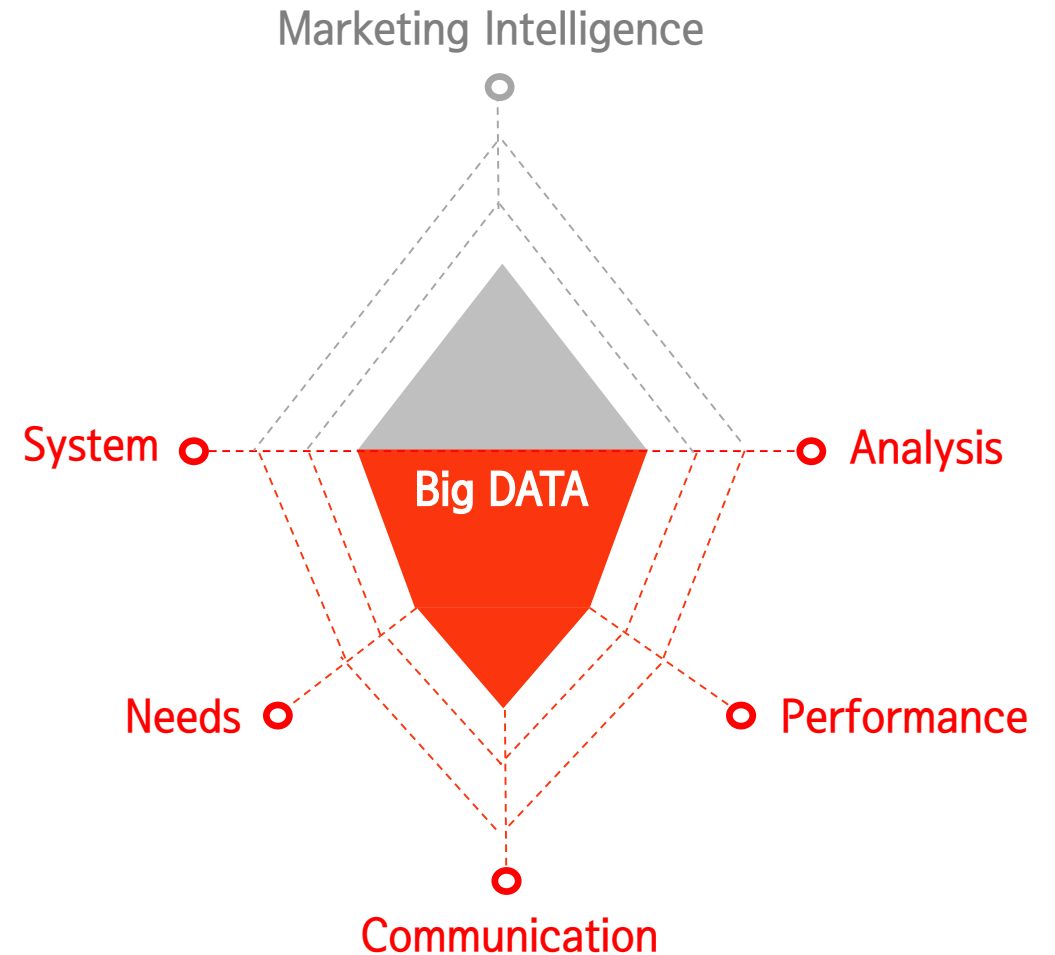 Marketing Intelligence
System
Analysis
Big DATA
Needs
Performance
Communication